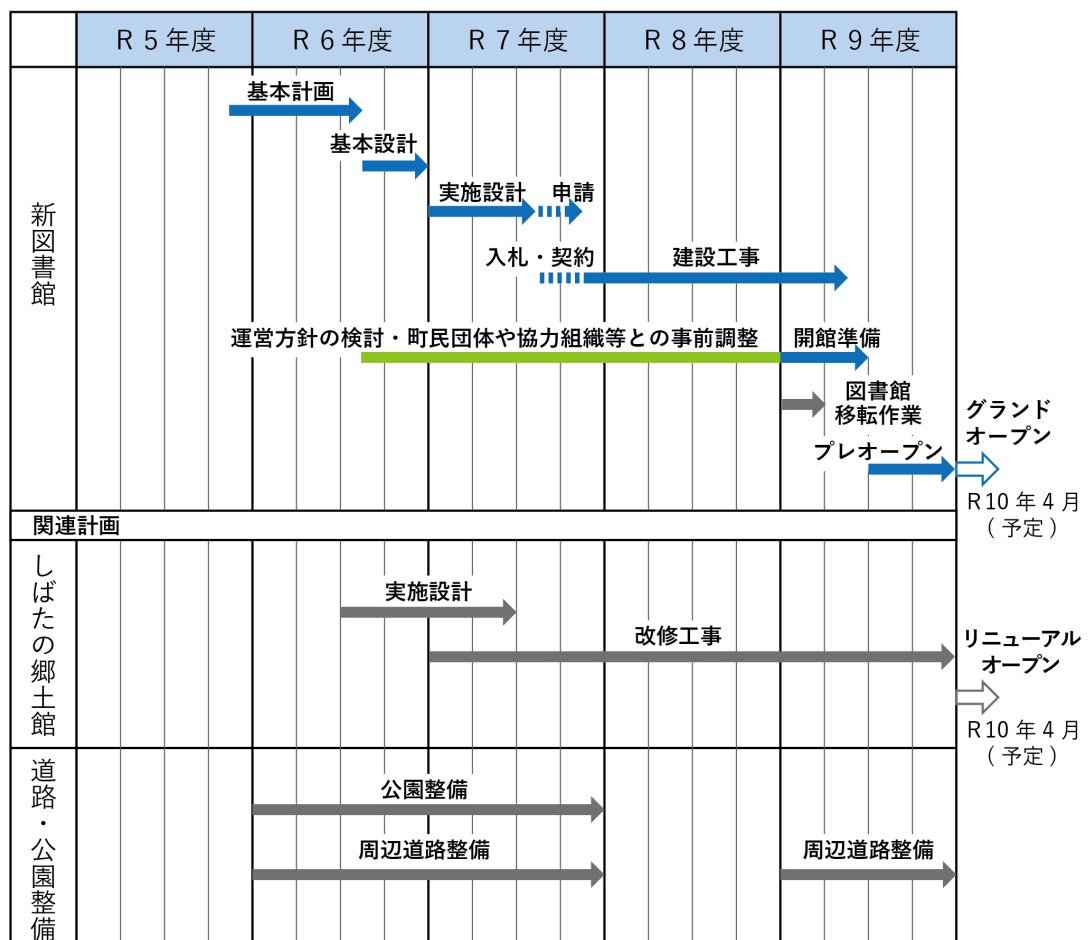 R5年度 R6年度 R7年度 R8年度 R9年度
新図書館
基本計画
基本設計
実施設計 申請
入札・契約 建設工事
運営方針の検討・町民団体や協力組織等との事前調整 開館準備
図書館
移転作業
プレオープン
グランド
オープン
R10年4月
(予定)
関連計画
しばたの郷土館
実施設計
改修工事
リニューアル
オープン
R10年4月
(予定)
道路・公園整備
公園整備
周辺道路整備 周辺道路整備